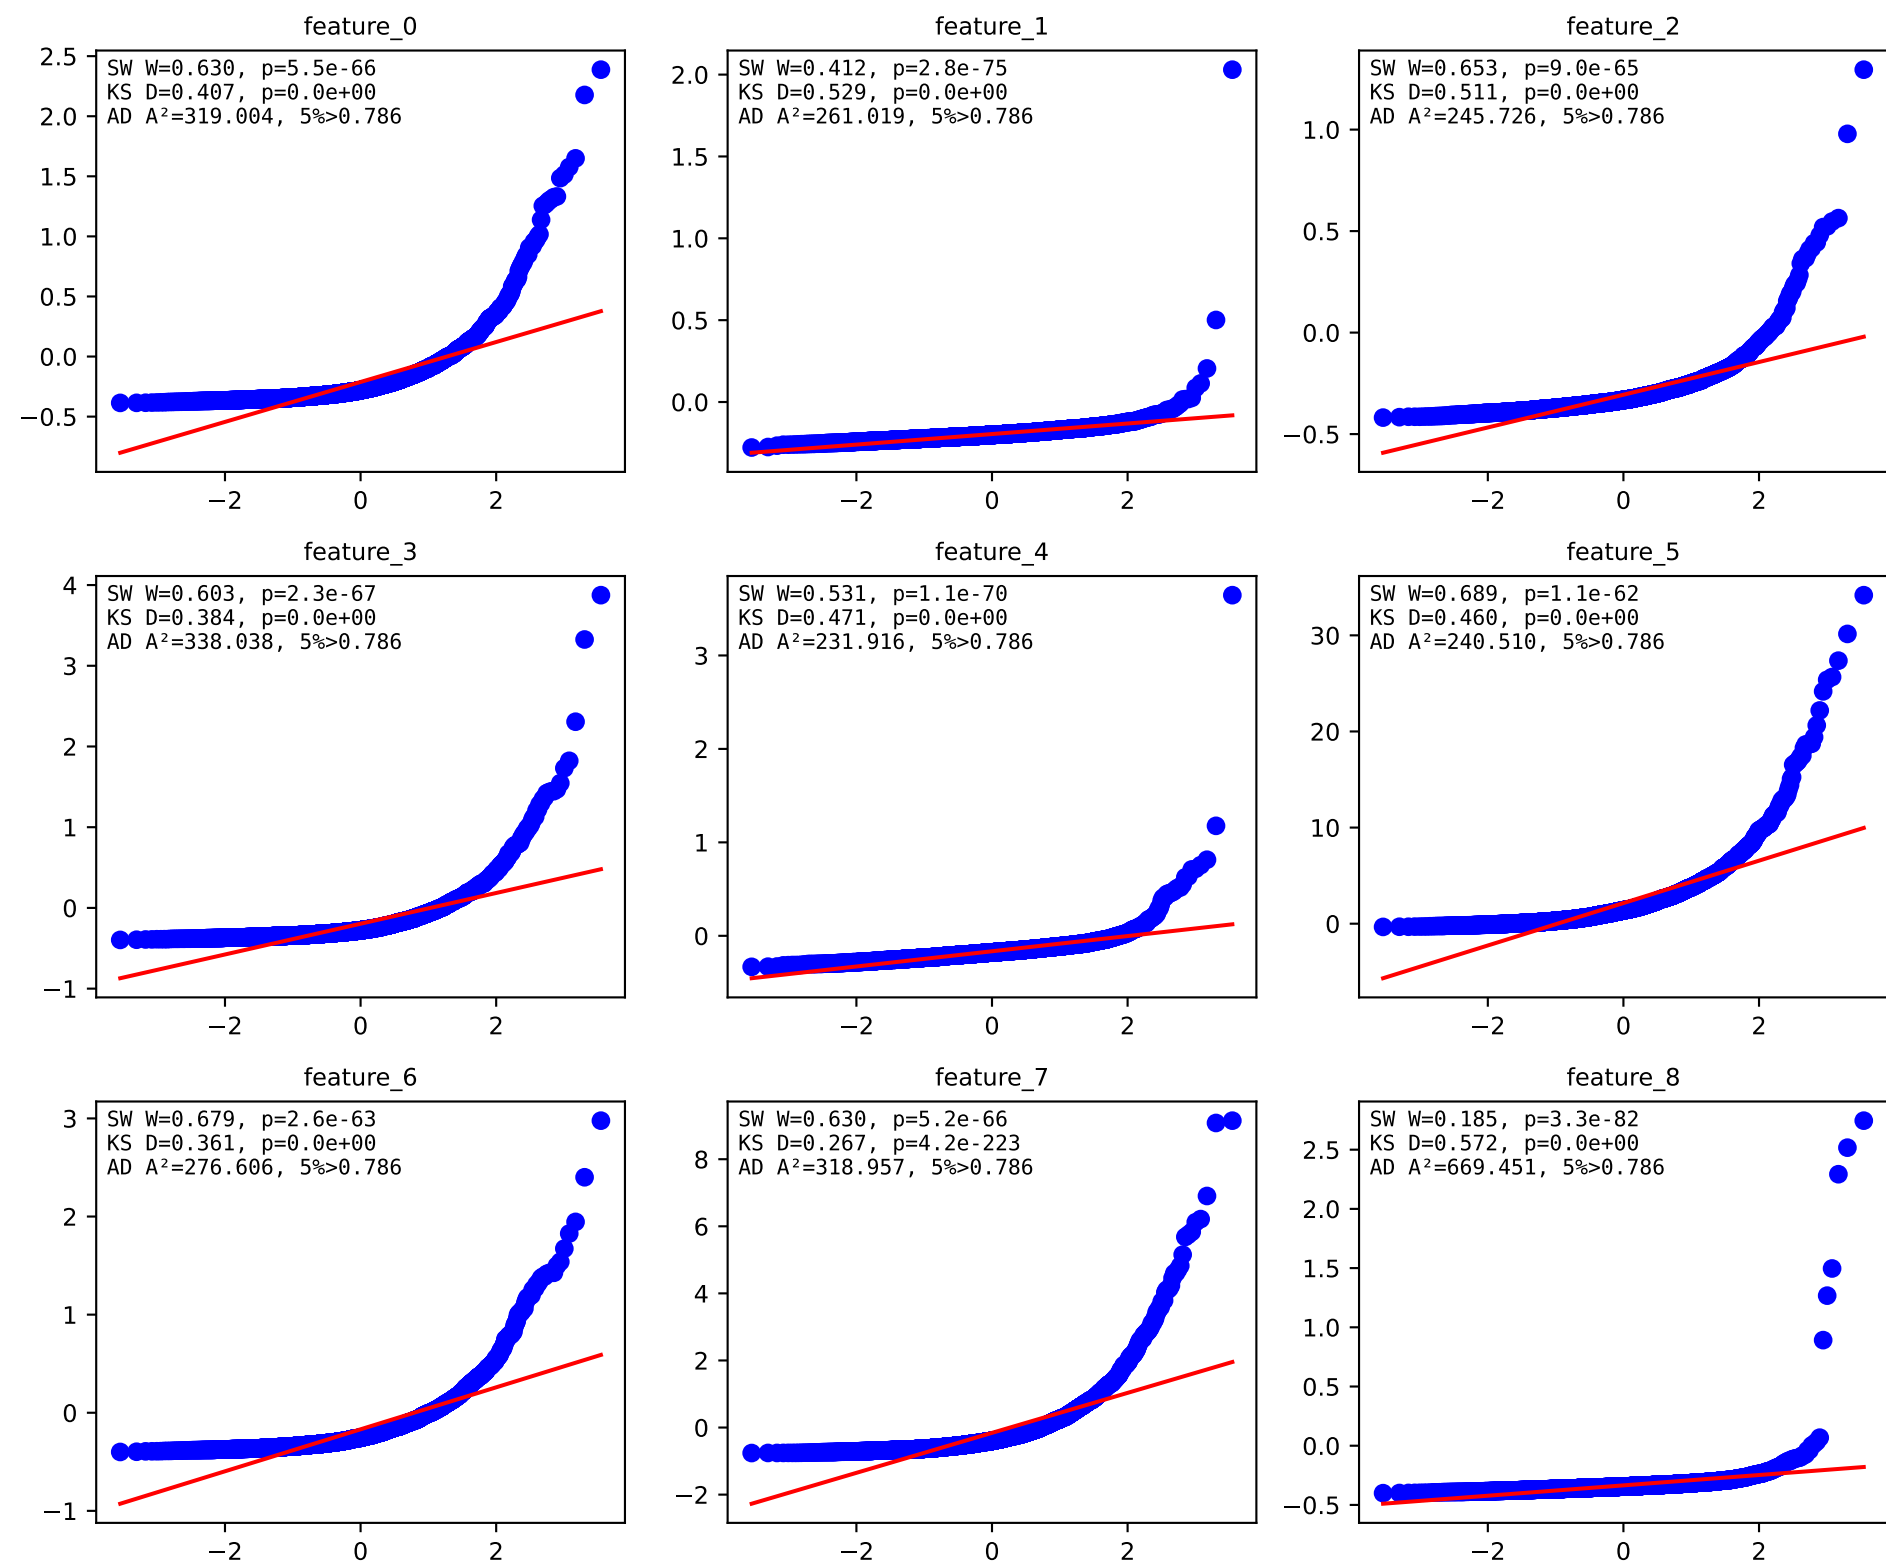 feature_0
SW W=0.630, p=5.5e-66
KS D=0.407, p=0.0e+00
AD A²=319.004, 5%>0.786
2.5
2.0
1.5
1.0
0.5
0.0
−0.5
−2 0 2
feature_1
SW W=0.412, p=2.8e-75
KS D=0.529, p=0.0e+00
AD A²=261.019, 5%>0.786
2.0
1.5
1.0
0.5
0.0
−2 0 2
feature_2
SW W=0.653, p=9.0e-65
KS D=0.511, p=0.0e+00
AD A²=245.726, 5%>0.786
1.0
0.5
0.0
−0.5
−2 0 2
feature_3
SW W=0.603, p=2.3e-67
KS D=0.384, p=0.0e+00
AD A²=338.038, 5%>0.786
4
3
2
1
0
−1
−2 0 2
feature_4
SW W=0.531, p=1.1e-70
KS D=0.471, p=0.0e+00
AD A²=231.916, 5%>0.786
3
2
1
0
−2 0 2
feature_5
SW W=0.689, p=1.1e-62
KS D=0.460, p=0.0e+00
AD A²=240.510, 5%>0.786
30
20
10
0
−2 0 2
feature_6
SW W=0.679, p=2.6e-63
KS D=0.361, p=0.0e+00
AD A²=276.606, 5%>0.786
3
2
1
0
−1
−2 0 2
feature_7
SW W=0.630, p=5.2e-66
KS D=0.267, p=4.2e-223
AD A²=318.957, 5%>0.786
8
6
4
2
0
−2
−2 0 2
feature_8
SW W=0.185, p=3.3e-82
KS D=0.572, p=0.0e+00
AD A²=669.451, 5%>0.786
2.5
2.0
1.5
1.0
0.5
0.0
−0.5
−2 0 2